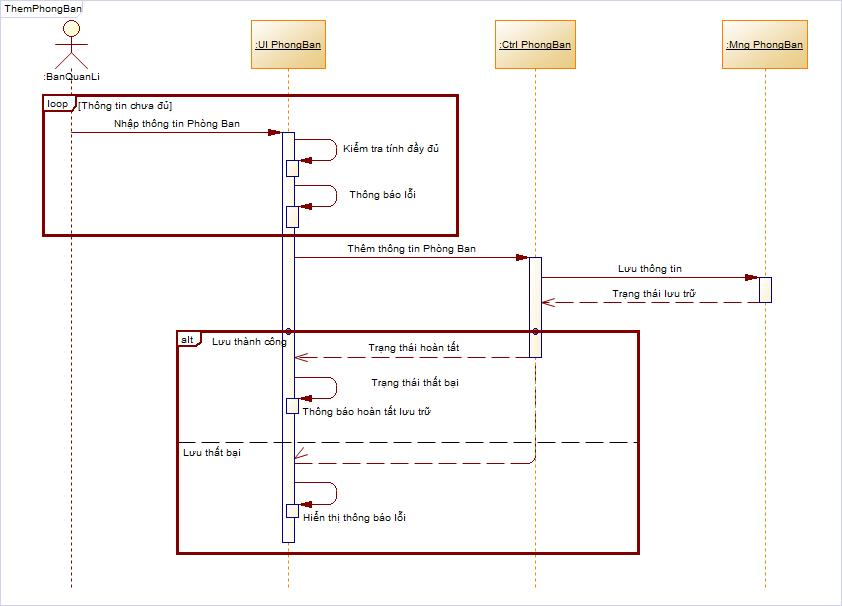 ThemPhongBan
:BanQuanLi
:UI PhongBan
:Ctrl PhongBan
:Mng PhongBan
loop
[Thông tin chưa đủ]
Nhập thông tin Phòng Ban
Kiểm tra tính đầy đủ
Thông báo lỗi
Thêm thông tin Phòng Ban
Lưu thông tin
Trạng thái lưu trữ
alt
Lưu thành công
Trạng thái hoàn tất
Trạng thái thất bại
Thông báo hoàn tất lưu trữ
Lưu thất bại
Hiển thị thông báo lỗi